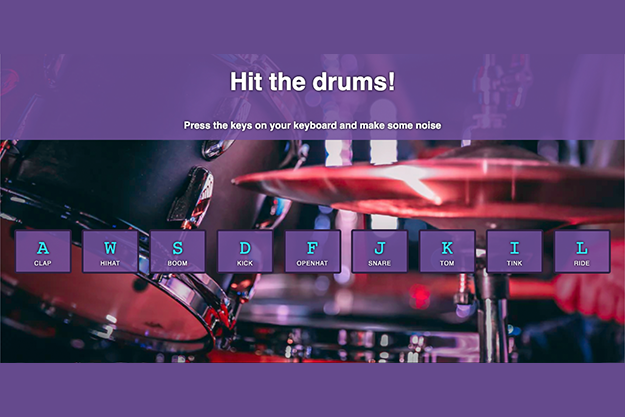 Hit the drums!
Press the keys on your keyboard and make some noise
A W S D F J K I L
CLAP HIHAT BOOM KICK OPENHAT SNARE TOM TINK RIDE